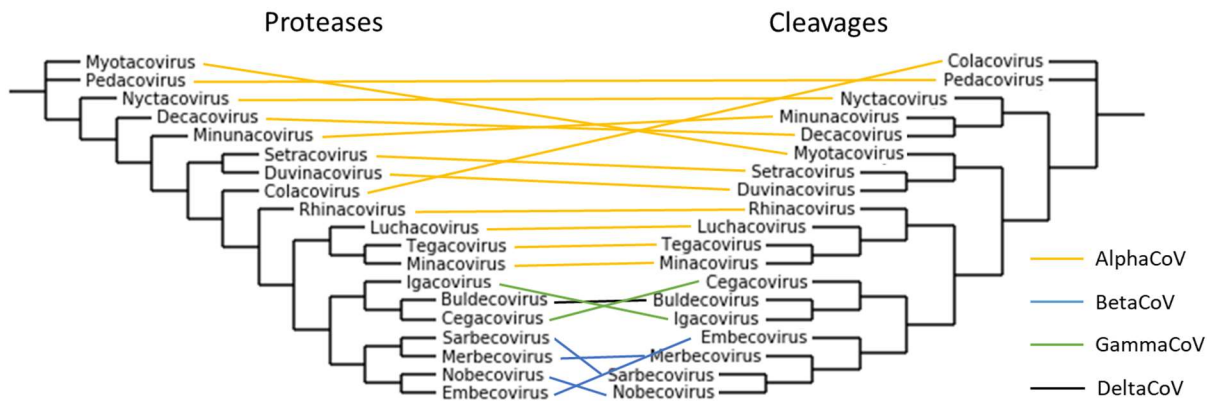 Proteases
Cleavages
Myotacovirus
Pedacovirus
Nyctacovirus
Decacovirus
Minunacovirus
Setracovirus
Duvinacovirus
Colacovirus
Rhinacovirus
Luchacovirus
Tegacovirus
Minacovirus
Igacovirus
Buldecovirus
Cegacovirus
Sarbecovirus
Merbecovirus
Nobecovirus
Embecovirus
Colacovirus
Pedacovirus
Nyctacovirus
Minunacovirus
Decacovirus
Myotacovirus
Setracovirus
Duvinacovirus
Rhinacovirus
Luchacovirus
Tegacovirus
Minacovirus
Cegacovirus
Buldecovirus
Igacovirus
Embecovirus
Merbecovirus
Sarbecovirus
Nobecovirus
AlphaCoV
BetaCoV
GammaCoV
DeltaCoV